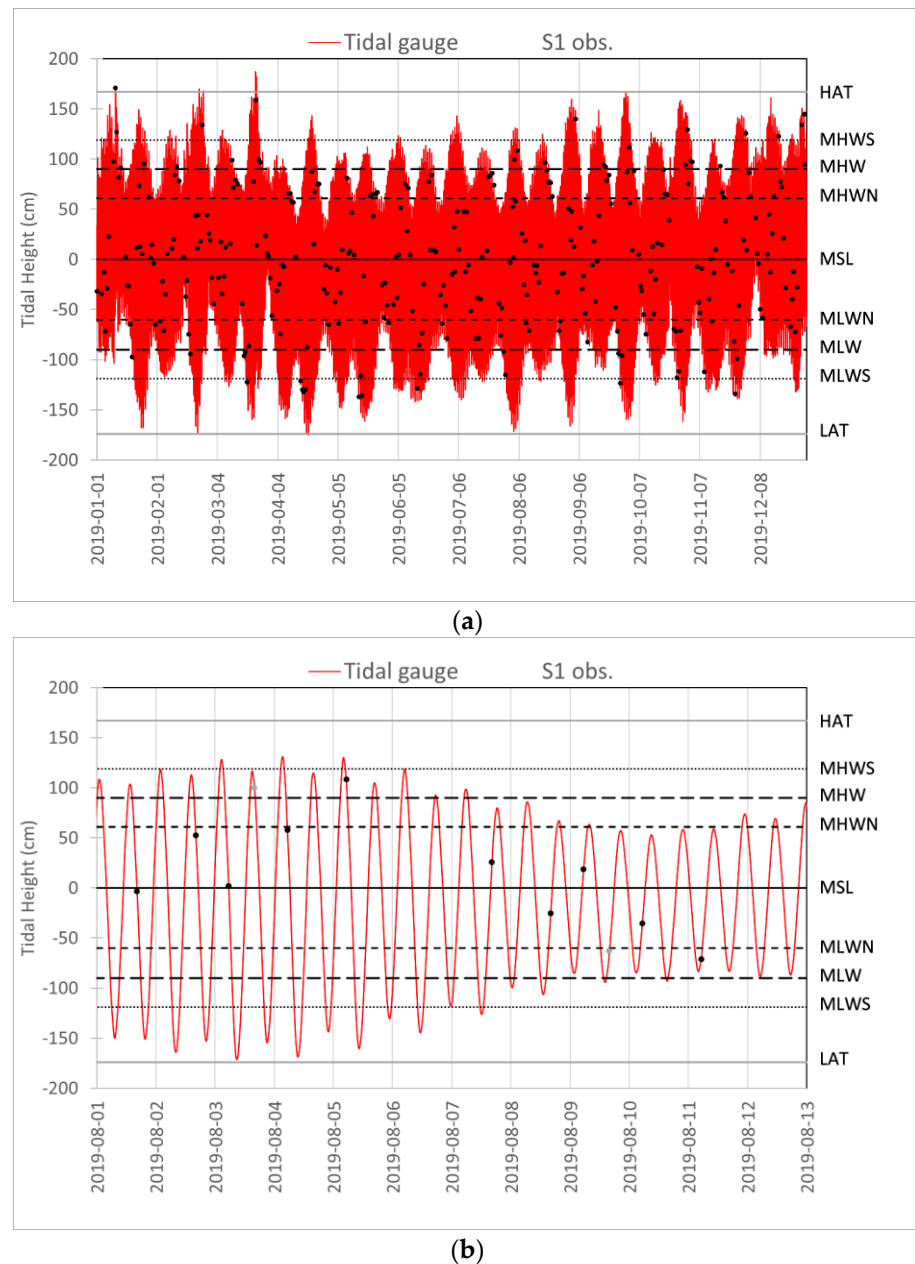 Tidal gauge S1 obs.
200
150
100
50
0
-50
-100
-150
-200
Tidal Height (cm)
HAT
MHWS
MHW
MHWN
MSL
MLWN
MLW
MLWS
LAT
2019-01-01
2019-02-01
2019-03-04
2019-04-04
2019-05-05
2019-06-05
2019-07-06
2019-08-06
2019-09-06
2019-10-07
2019-11-07
2019-12-08
(a)
Tidal gauge S1 obs.
200
150
100
50
0
-50
-100
-150
-200
Tidal Height (cm)
HAT
MHWS
MHW
MHWN
MSL
MLWN
MLW
MLWS
LAT
2019-08-01
2019-08-02
2019-08-03
2019-08-04
2019-08-05
2019-08-06
2019-08-07
2019-08-08
2019-08-09
2019-08-10
2019-08-11
2019-08-12
2019-08-13
(b)